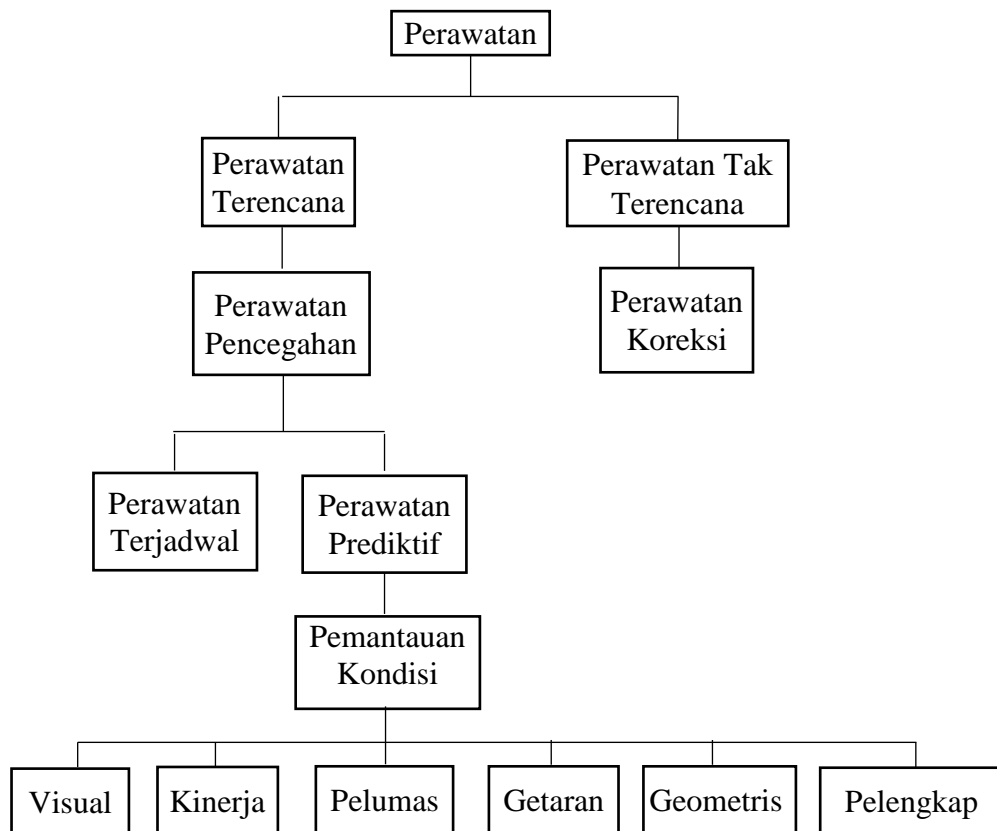 Perawatan
Perawatan
Terencana
Perawatan Tak
Terencana
Perawatan
Pencegahan
Perawatan
Koreksi
Perawatan
Terjadwal
Perawatan
Prediktif
Pemantauan
Kondisi
Visual
Kinerja
Pelumas
Getaran
Geometris
Pelengkap